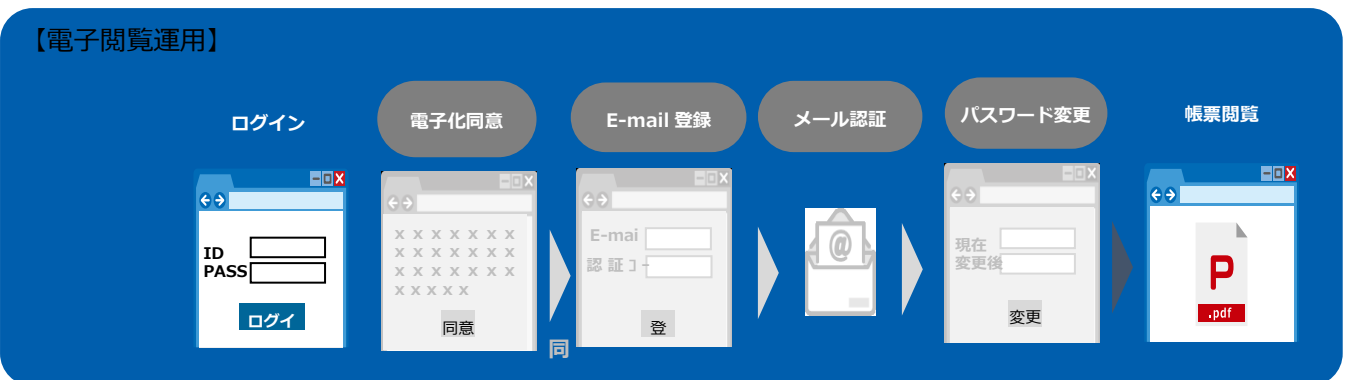 【電子閲覧運用】
ログイン
電子化同意
E-mail 登録
メール認証
パスワード変更
帳票閲覧
ID
PASS
ログイ
x x x x x x x
x x x x x x x
x x x x x x x
x x x x x
同意
同
E-mai
認 証 コー
登
@
現在
変更後
変更
P
.pdf